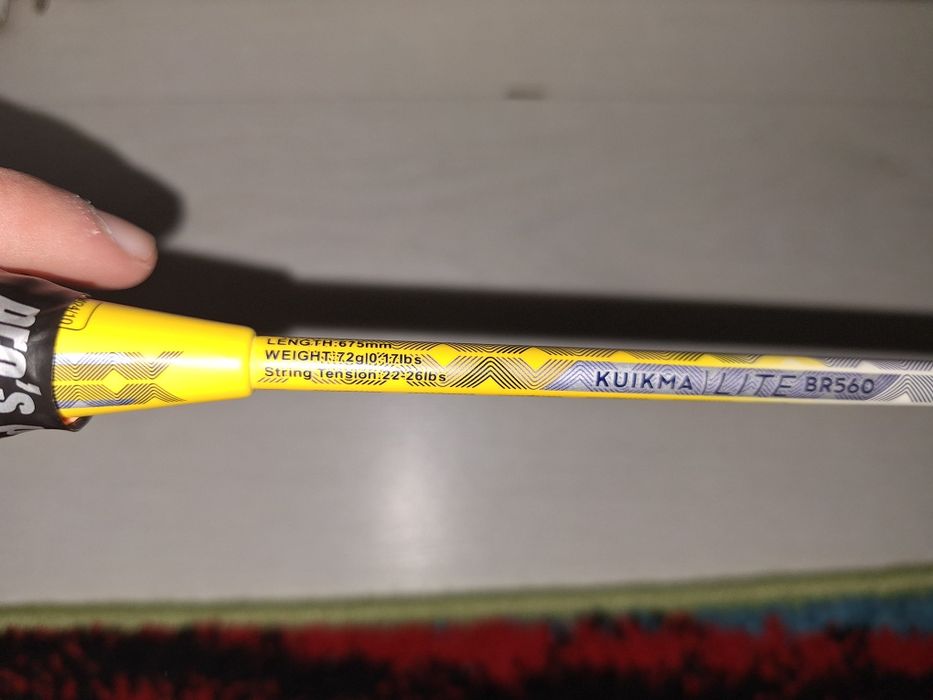 LENGTH:675mm
WEIGHT:72g|0.17lbs
String Tension:22-26lbs
KUIKMA LITE BR560